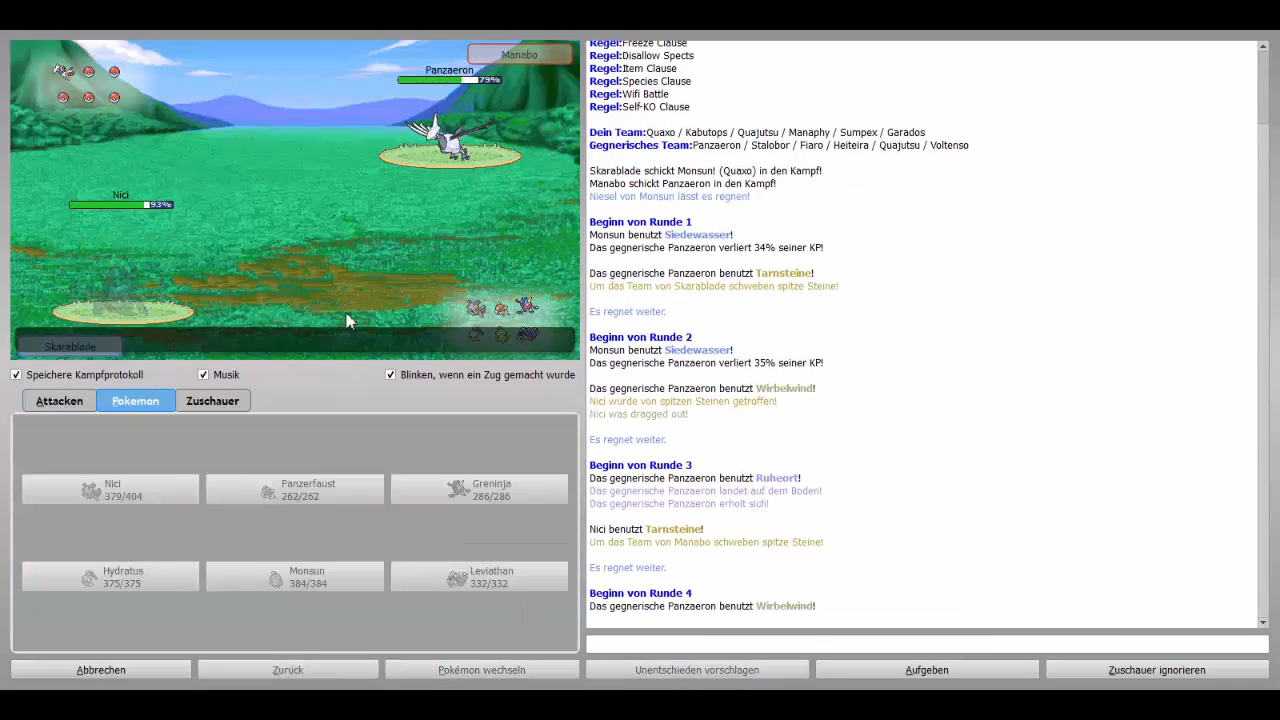 Manabo
Panzaeron
79%
Nici
93%
Skarablade
Speichere Kampfprotokoll
Musik
Blinken, wenn ein Zug gemacht wurde
Attacken
Pokemon
Zuschauer
Nici
379/404
Panzerfaust
262/262
Greninja
286/286
Hydratus
375/375
Monsun
384/384
Leviathan
332/332
Abbrechen
Zurück
Pokémon wechseln
Regel:Freeze Clause
Regel:Disallow Spects
Regel:Item Clause
Regel:Species Clause
Regel:Wifi Battle
Regel:Self-KO Clause
Dein Team:Quaxo / Kabutops / Quajutsu / Manaphy / Sumpex / Garados
Gegnerisches Team:Panzaeron / Stalobor / Fiaro / Heiteira / Quajutsu / Voltenso
Skarablade schickt Monsun! (Quaxo) in den Kampf!
Manabo schickt Panzaeron in den Kampf!
Niesel von Monsun lässt es regnen!
Beginn von Runde 1
Monsun benutzt Siedewasser!
Das gegnerische Panzaeron verliert 34% seiner KP!
Das gegnerische Panzaeron benutzt Tarnsteine!
Um das Team von Skarablade schweben spitze Steine!
Es regnet weiter.
Beginn von Runde 2
Monsun benutzt Siedewasser!
Das gegnerische Panzaeron verliert 35% seiner KP!
Das gegnerische Panzaeron benutzt Wirbelwind!
Nici wurde von spitzen Steinen getroffen!
Nici was dragged out!
Es regnet weiter.
Beginn von Runde 3
Das gegnerische Panzaeron benutzt Ruheort!
Das gegnerische Panzaeron landet auf dem Boden!
Das gegnerische Panzaeron erholt sich!
Nici benutzt Tarnsteine!
Um das Team von Manabo schweben spitze Steine!
Es regnet weiter.
Beginn von Runde 4
Das gegnerische Panzaeron benutzt Wirbelwind!
Unentschieden vorschlagen
Aufgeben
Zuschauer ignorieren